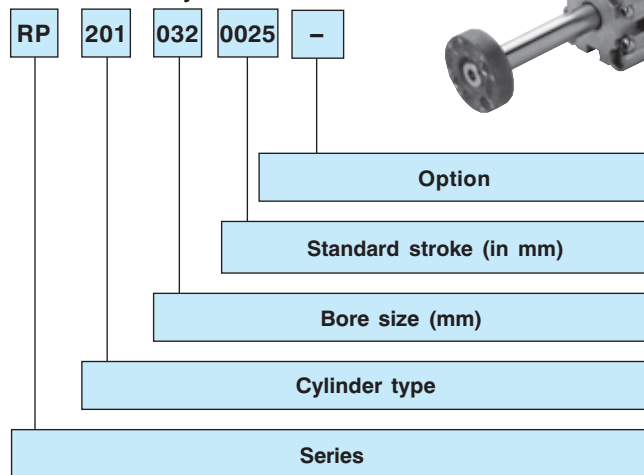 RP 201 032 0025 –
Option
Standard stroke (in mm)
Bore size (mm)
Cylinder type
Series